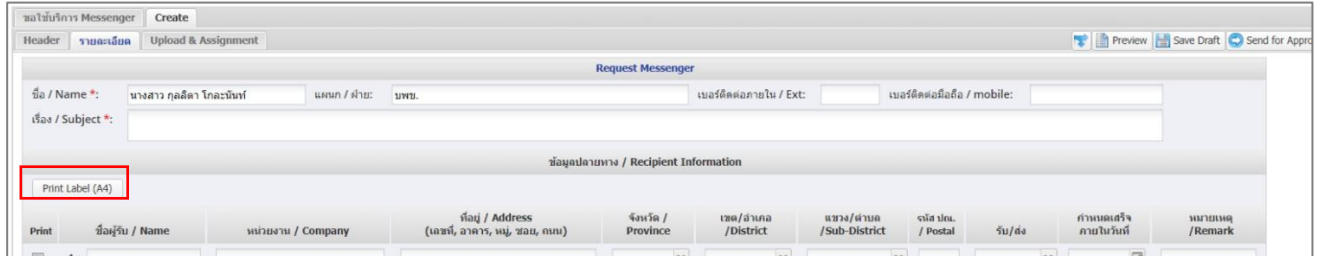 ขอใช้บริการ Messenger Create
Header รายละเอียด Upload & Assignment Preview Save Draft Send for Appro
Request Messenger
ชื่อ / Name *: นางสาว กุลลิตา โกละนันท์ แผนก / ฝ่าย: บพข. เบอร์ติดต่อภายใน / Ext: เบอร์ติดต่อมือถือ / mobile:
เรื่อง / Subject *:
ข้อมูลปลายทาง / Recipient Information
Print Label (A4)
Print ชื่อผู้รับ / Name หน่วยงาน / Company ที่อยู่ / Address (เลขที่, อาคาร, หมู่, ซอย, ถนน) จังหวัด / Province เขต/อำเภอ /District แขวง/ตำบล /Sub-District รหัส ปณ. / Postal รับ/ส่ง กำหนดเสร็จ ภายในวันที่ หมายเหตุ /Remark